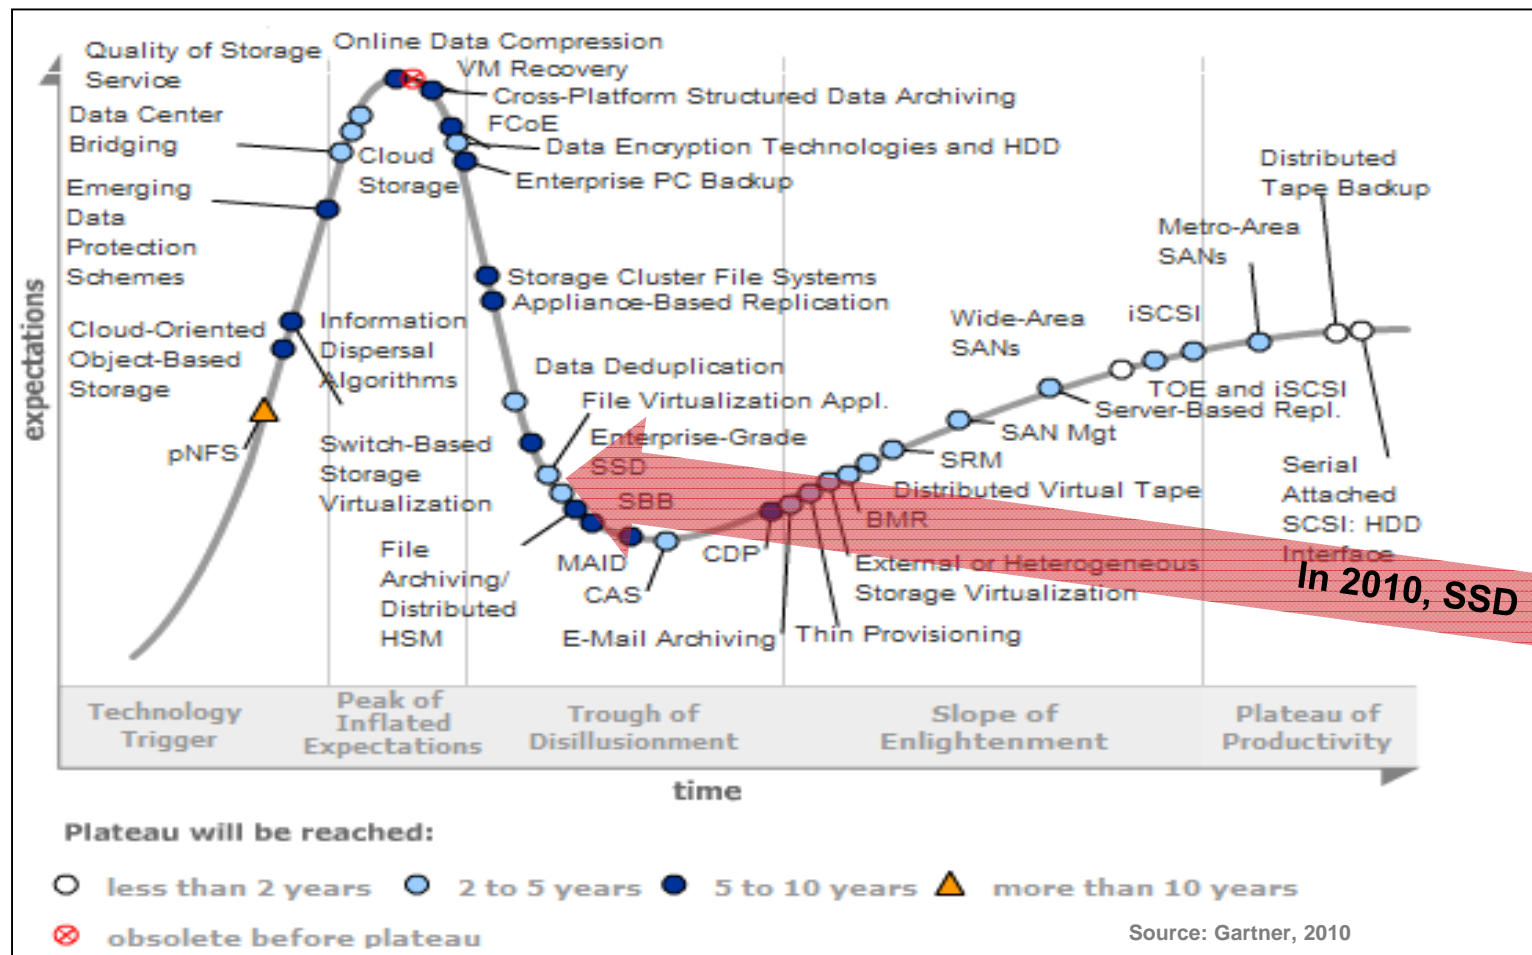 Quality of Storage
Service
Online Data Compression
VM Recovery
Cross-Platform Structured Data Archiving
FCoE
Data Center
Bridging
Cloud
Storage
Data Encryption Technologies and HDD
Enterprise PC Backup
Emerging
Data
Protection
Schemes
Distributed
Tape Backup
Metro-Area
SANs
Storage Cluster File Systems
Appliance-Based Replication
Cloud-Oriented
Object-Based
Storage
Information
Dispersal
Algorithms
Wide-Area
SANs
iSCSI
expectations
Data Deduplication
File Virtualization Appl.
TOE and iSCSI
Server-Based Repl.
pNFS
Switch-Based
Storage
Virtualization
Enterprise-Grade
SSD
SBB
SAN Mgt
SRM
Distributed Virtual Tape
BMR
Serial
Attached
SCSI: HDD
Interface
File
Archiving/
Distributed
HSM
MAID
CAS
CDP
External or Heterogeneous
Storage Virtualization
In 2010, SSD
E-Mail Archiving
Thin Provisioning
Technology
Trigger
Peak of
Inflated
Expectations
Trough of
Disillusionment
Slope of
Enlightenment
Plateau of
Productivity
time
Plateau will be reached:
less than 2 years
2 to 5 years
5 to 10 years
more than 10 years
obsolete before plateau
Source: Gartner, 2010